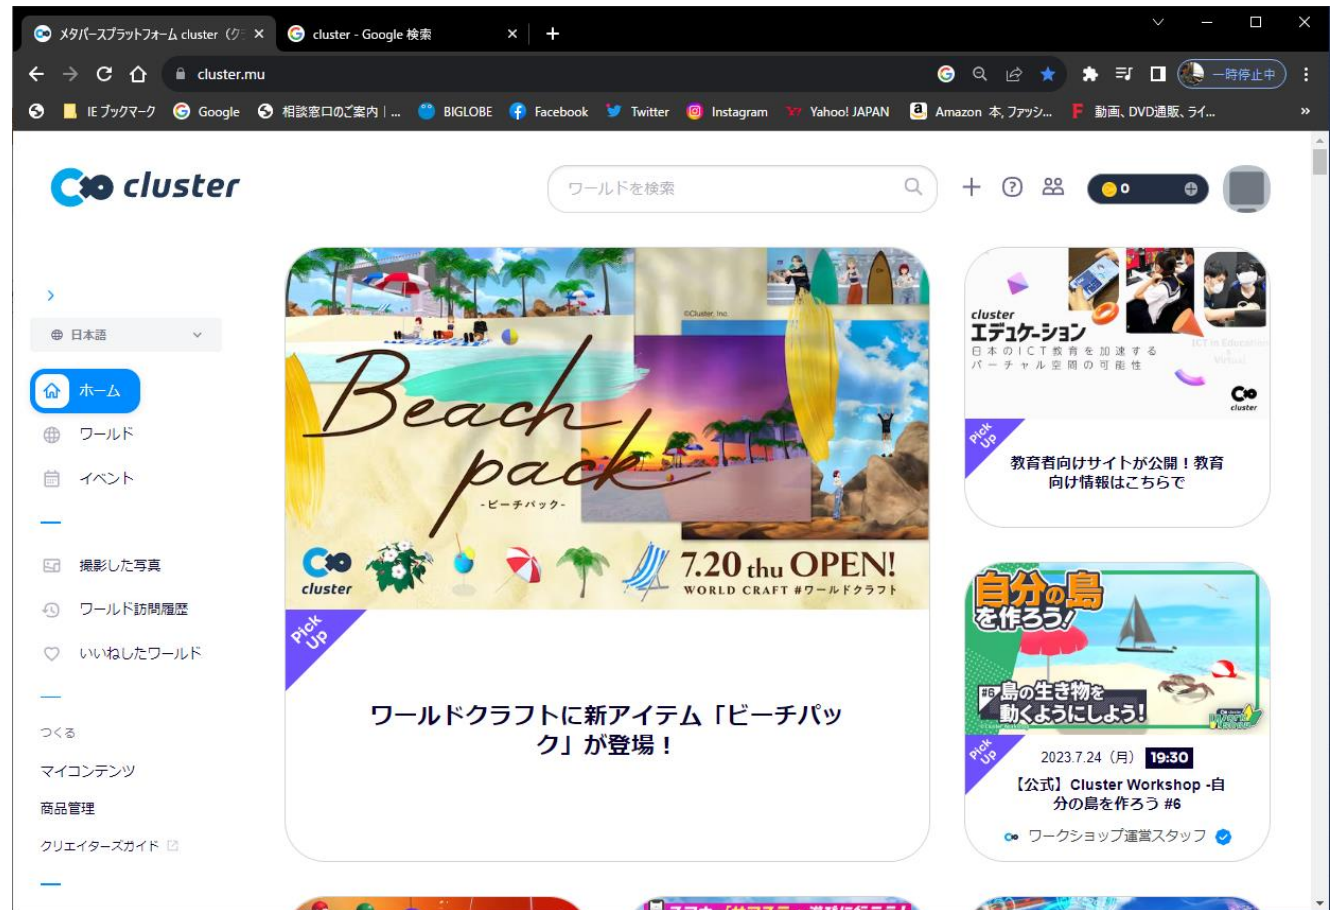 メタバースプラットフォーム cluster（ク
cluster - Google 検索
cluster.mu
一時停止中
IE ブックマーク
Google
相談窓口のご案内 | ...
BIGLOBE
Facebook
Twitter
Instagram
Yahoo! JAPAN
Amazon 本, ファッシ...
動画、DVD通販、ライ...
»
cluster
ワールドを検索
0
日本語
ホーム
ワールド
イベント
撮影した写真
ワールド訪問履歴
いいねしたワールド
つくる
マイコンテンツ
商品管理
クリエイターズガイド
©Cluster, Inc.
Beach
pack
-ビーチパック-
cluster
7.20 thu OPEN!
WORLD CRAFT #ワールドクラフト
Pick
Up
ワールドクラフトに新アイテム「ビーチパッ
ク」が登場！
cluster
エデュケーション
日本のICT教育を加速する
バーチャル空間の可能性
ICT in Education
x
Virtual
cluster
Pick
Up
教育者向けサイトが公開！教育
向け情報はこちらで
自分の島
を作ろう!
#6 島の生き物を
動くようにしよう!
Pick
Up
2023.7.24（月） 19:30
【公式】Cluster Workshop -自
分の島を作ろう #6
ワークショップ運営スタッフ